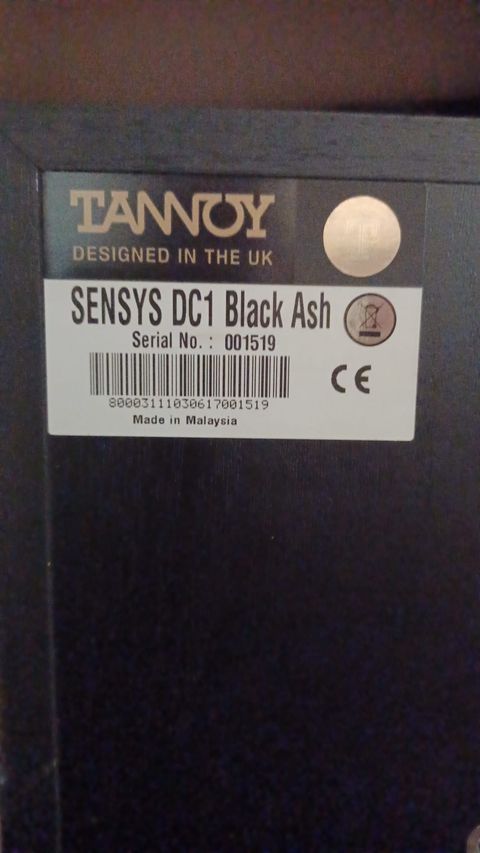 TANNOY
DESIGNED IN THE UK
T
SENSYS DC1 Black Ash
Serial No. : 001519
80003111030617001519
CE
Made in Malaysia